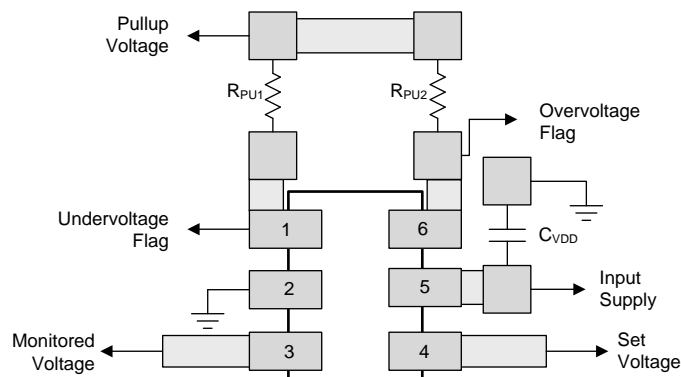 Pullup
Voltage
RPU1
RPU2
Overvoltage
Flag
Undervoltage
Flag
1
6
CVDD
2
5
Input
Supply
Monitored
Voltage
3
4
Set
Voltage